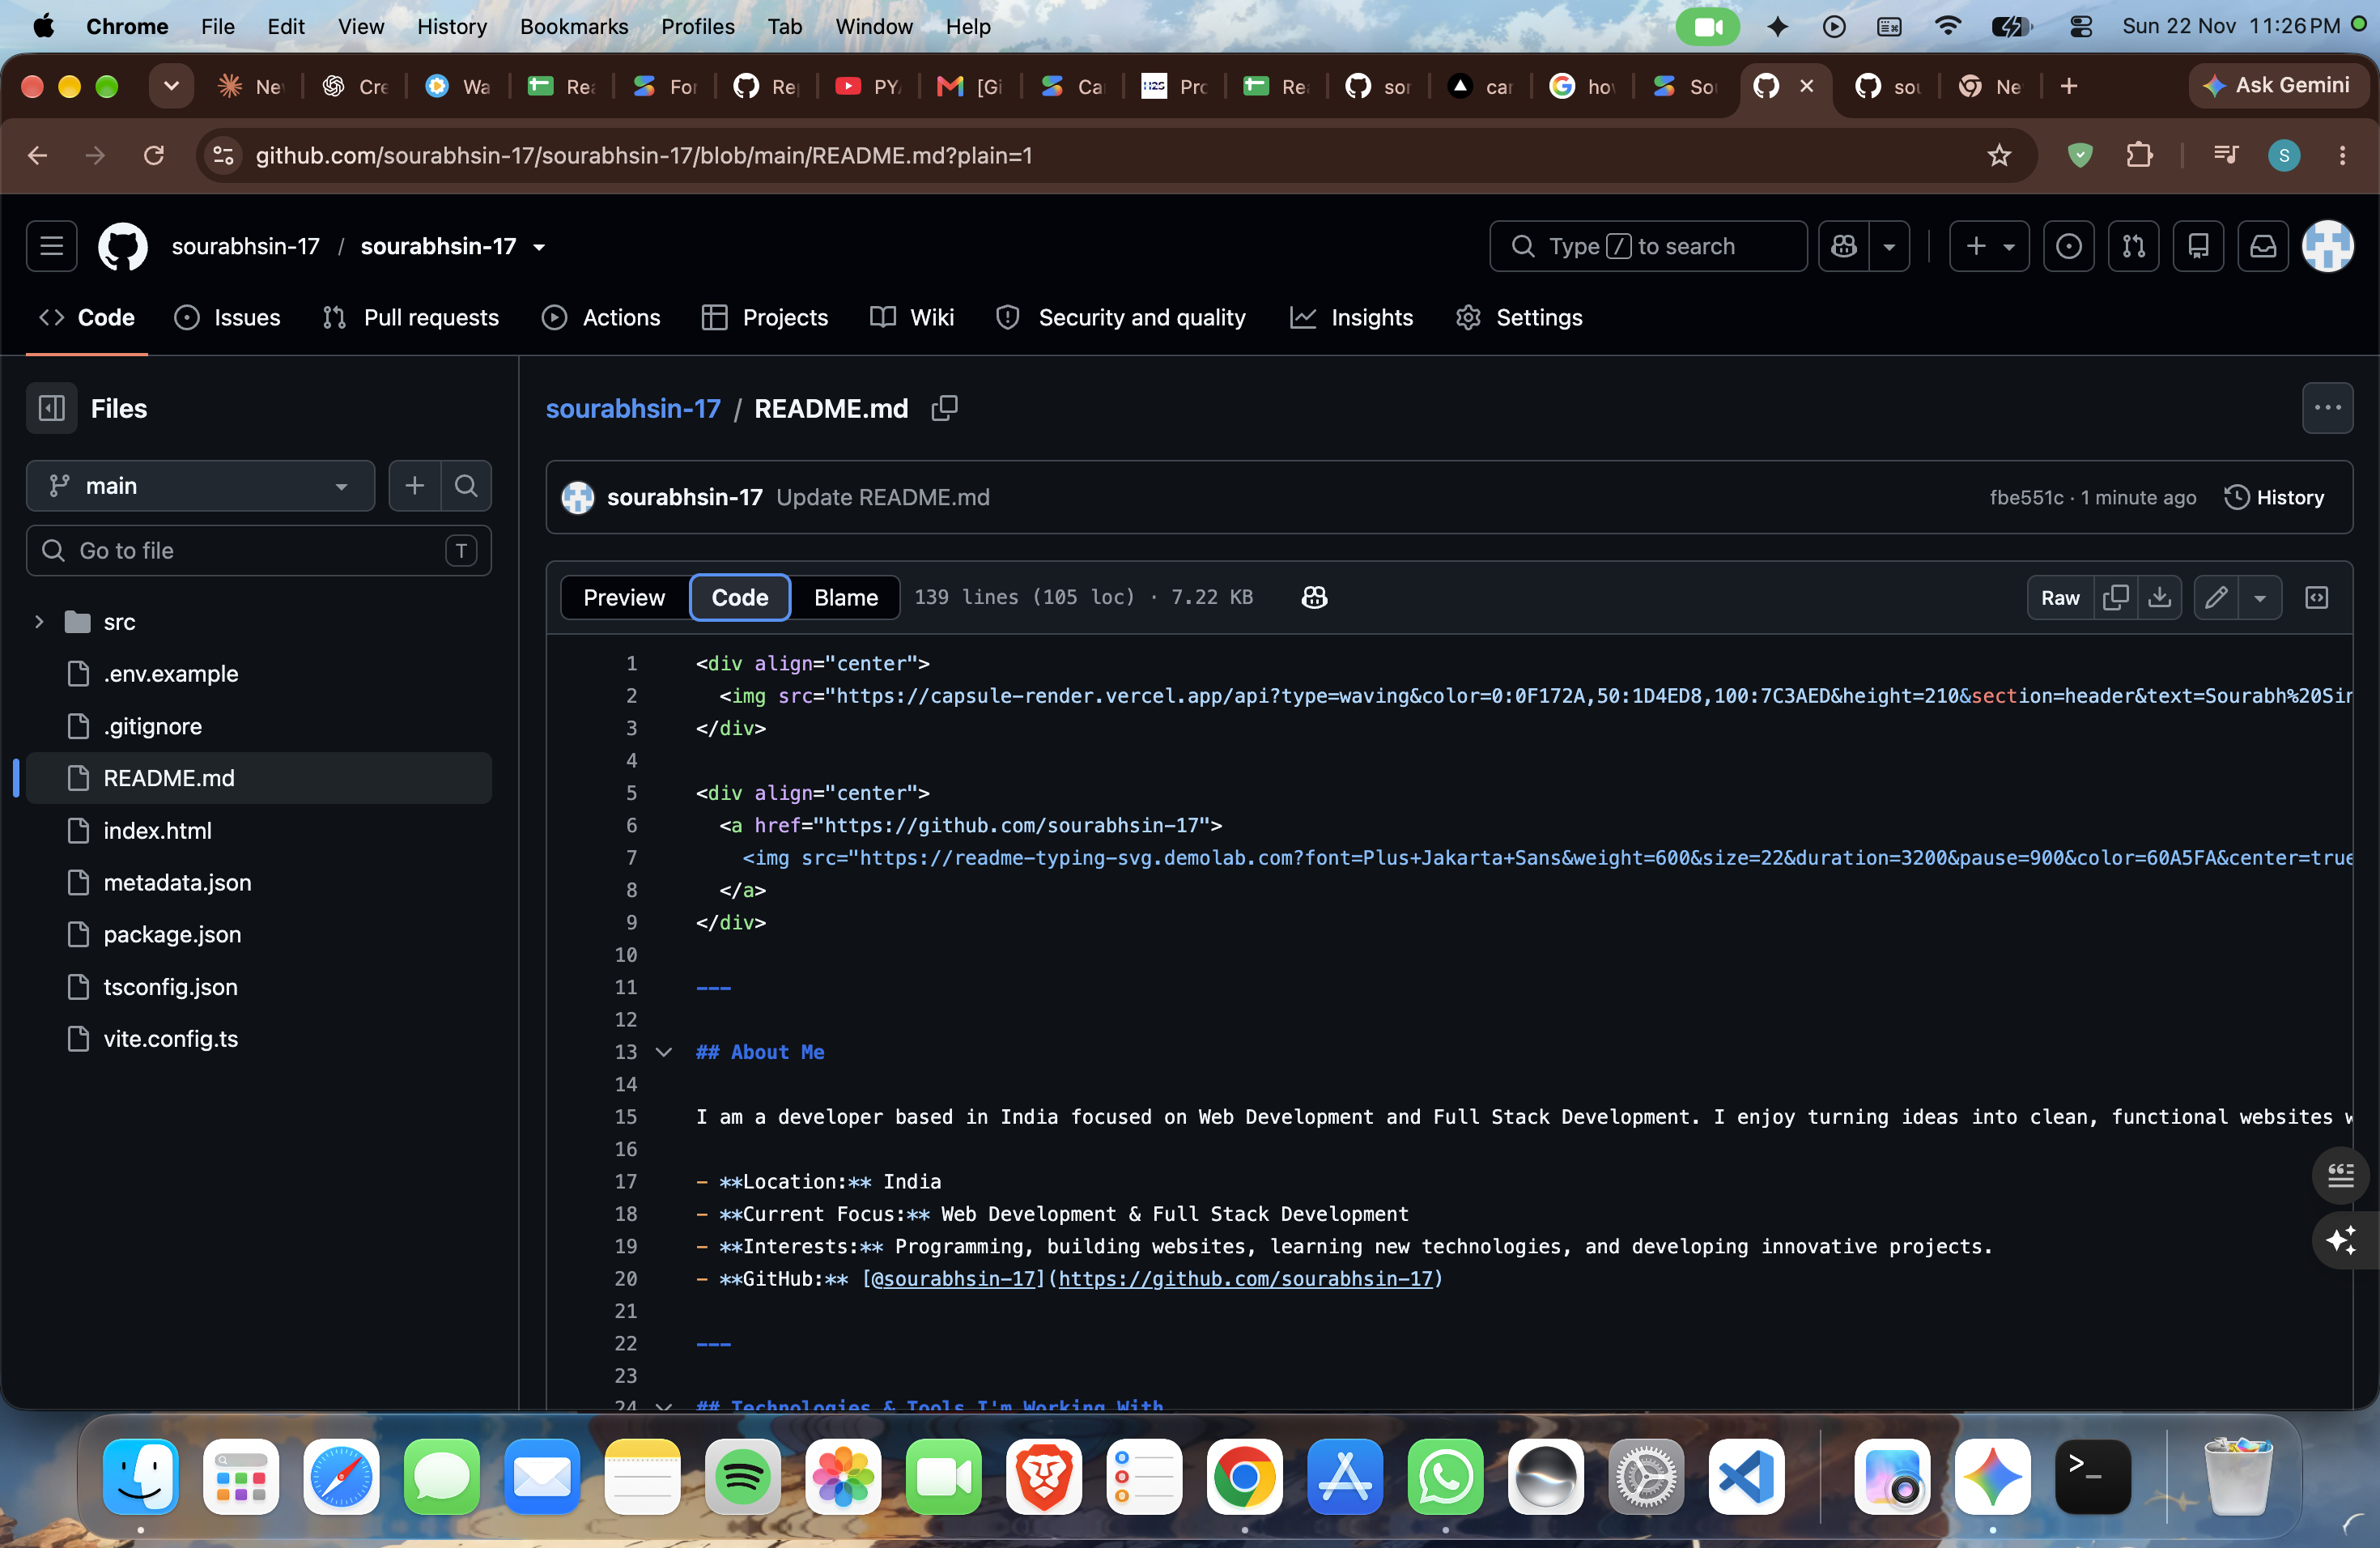 Chrome File Edit View History Bookmarks Profiles Tab Window Help
Sun 22 Nov 11:26 PM
Ask Gemini
github.com/sourabhsin-17/sourabhsin-17/blob/main/README.md?plain=1
S
sourabhsin-17 / sourabhsin-17
Type / to search
Code Issues Pull requests Actions Projects Wiki Security and quality Insights Settings
Files
main
Go to file T
src
.env.example
.gitignore
README.md
index.html
metadata.json
package.json
tsconfig.json
vite.config.ts
sourabhsin-17 / README.md
sourabhsin-17 Update README.md
fbe551c · 1 minute ago History
Preview Code Blame 139 lines (105 loc) · 7.22 KB
Raw
1 <div align="center">
2 <img src="https://capsule-render.vercel.app/api?type=waving&color=0:0F172A,50:1D4ED8,100:7C3AED&height=210&section=header&text=Sourabh%20Sin
3 </div>
4
5 <div align="center">
6 <a href="https://github.com/sourabhsin-17">
7 <img src="https://readme-typing-svg.demolab.com?font=Plus+Jakarta+Sans&weight=600&size=22&duration=3200&pause=900&color=60A5FA&center=true
8 </a>
9 </div>
10
11 ---
12
13 ## About Me
14
15 I am a developer based in India focused on Web Development and Full Stack Development. I enjoy turning ideas into clean, functional websites
16
17 - **Location:** India
18 - **Current Focus:** Web Development & Full Stack Development
19 - **Interests:** Programming, building websites, learning new technologies, and developing innovative projects.
20 - **GitHub:** [@sourabhsin-17](https://github.com/sourabhsin-17)
21
22 ---
23
24 ## Technologies & Tools I'm Working With